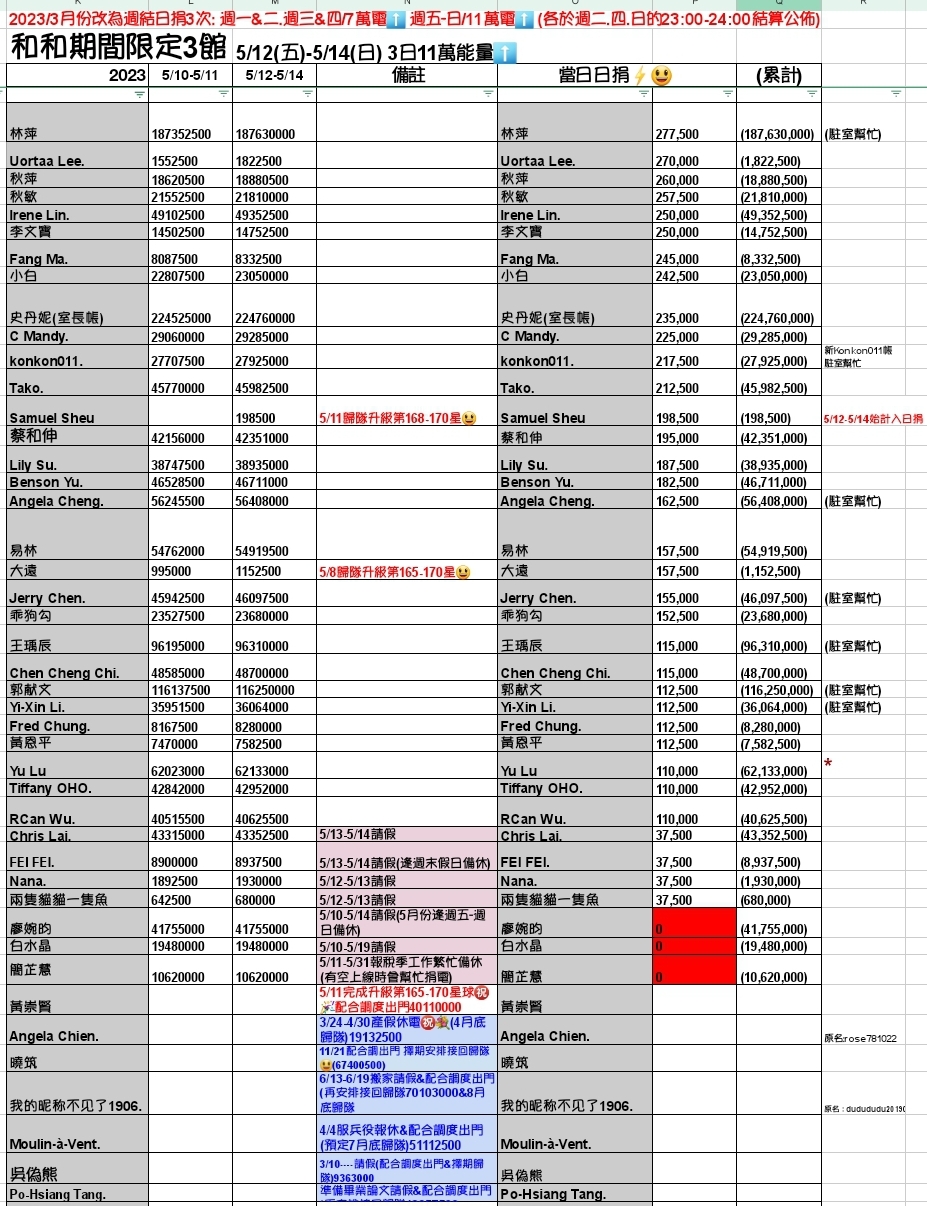 K L M N O P Q R
2023/3月份改為週結日捐3次: 週一&二.週三&四/7萬電⬆️ 週五-日/11萬電⬆️ (各於週二.四.日的23:00-24:00結算公佈)
和和期間限定3館 5/12(五)-5/14(日) 3日11萬能量⬆️
2023 5/10-5/11 5/12-5/14 備註 當日日捐⚡😃 (累計)
林萍 187352500 187630000 林萍 277,500 (187,630,000) (駐室幫忙)
Uortaa Lee. 1552500 1822500 Uortaa Lee. 270,000 (1,822,500)
秋萍 18620500 18880500 秋萍 260,000 (18,880,500)
秋敏 21552500 21810000 秋敏 257,500 (21,810,000)
Irene Lin. 49102500 49352500 Irene Lin. 250,000 (49,352,500)
李文寶 14502500 14752500 李文寶 250,000 (14,752,500)
Fang Ma. 8087500 8332500 Fang Ma. 245,000 (8,332,500)
小白 22807500 23050000 小白 242,500 (23,050,000)
史丹妮(室長帳) 224525000 224760000 史丹妮(室長帳) 235,000 (224,760,000)
C Mandy. 29060000 29285000 C Mandy. 225,000 (29,285,000)
konkon011. 27707500 27925000 konkon011. 217,500 (27,925,000) 新Konkon011帳
駐室幫忙
Tako. 45770000 45982500 Tako. 212,500 (45,982,500)
Samuel Sheu 198500 5/11歸隊升級第168-170星😃 Samuel Sheu 198,500 (198,500) 5/12-5/14始計入日捐
蔡和伸 42156000 42351000 蔡和伸 195,000 (42,351,000)
Lily Su. 38747500 38935000 Lily Su. 187,500 (38,935,000)
Benson Yu. 46528500 46711000 Benson Yu. 182,500 (46,711,000)
Angela Cheng. 56245500 56408000 Angela Cheng. 162,500 (56,408,000) (駐室幫忙)
易林 54762000 54919500 易林 157,500 (54,919,500)
大遠 995000 1152500 5/8歸隊升級第165-170星😃 大遠 157,500 (1,152,500)
Jerry Chen. 45942500 46097500 Jerry Chen. 155,000 (46,097,500) (駐室幫忙)
乖狗勾 23527500 23680000 乖狗勾 152,500 (23,680,000)
王瑀辰 96195000 96310000 王瑀辰 115,000 (96,310,000) (駐室幫忙)
Chen Cheng Chi. 48585000 48700000 Chen Cheng Chi. 115,000 (48,700,000)
郭献文 116137500 116250000 郭献文 112,500 (116,250,000) (駐室幫忙)
Yi-Xin Li. 35951500 36064000 Yi-Xin Li. 112,500 (36,064,000) (駐室幫忙)
Fred Chung. 8167500 8280000 Fred Chung. 112,500 (8,280,000)
黃恩平 7470000 7582500 黃恩平 112,500 (7,582,500)
Yu Lu 62023000 62133000 Yu Lu 110,000 (62,133,000) *
Tiffany OHO. 42842000 42952000 Tiffany OHO. 110,000 (42,952,000)
RCan Wu. 40515500 40625500 RCan Wu. 110,000 (40,625,500)
Chris Lai. 43315000 43352500 5/13-5/14請假 Chris Lai. 37,500 (43,352,500)
FEI FEI. 8900000 8937500 5/13-5/14請假(逢週末假日備休) FEI FEI. 37,500 (8,937,500)
Nana. 1892500 1930000 5/12-5/13請假 Nana. 37,500 (1,930,000)
兩隻貓貓一隻魚 642500 680000 5/12-5/13請假 兩隻貓貓一隻魚 37,500 (680,000)
廖婉昀 41755000 41755000 5/10-5/14請假(5月份逢週五-週
日備休) 廖婉昀 0 (41,755,000)
白水晶 19480000 19480000 5/10-5/19請假 白水晶 0 (19,480,000)
簡芷慧 10620000 10620000 5/11-5/31報稅季工作繁忙備休
(有空上線時會幫忙捐電) 簡芷慧 0 (10,620,000)
黃崇賢 5/11完成升級第165-170星球㊗️
🎉配合調度出門40110000 黃崇賢
Angela Chien. 3/24-4/30產假休電㊗️(4月底
歸隊)19132500 Angela Chien. 原名:rose781022
曉筑 11/21配合調出門 擇期安排接回歸隊
😃(67400500) 曉筑
我的昵称不见了1906. 6/13-6/19搬家請假&配合調度出門
(再安排接回歸隊70103000&8月
底歸隊 我的昵称不见了1906. 原名：dudududu20190
Moulin-à-Vent. 4/4服兵役報休&配合調度出門
(預定7月底歸隊)51112500 Moulin-à-Vent.
吳偽熊 3/10----請假(配合調度出門&擇期歸
隊)9363000 吳偽熊
Po-Hsiang Tang. 準備畢業論文請假&配合調度出門 Po-Hsiang Tang.